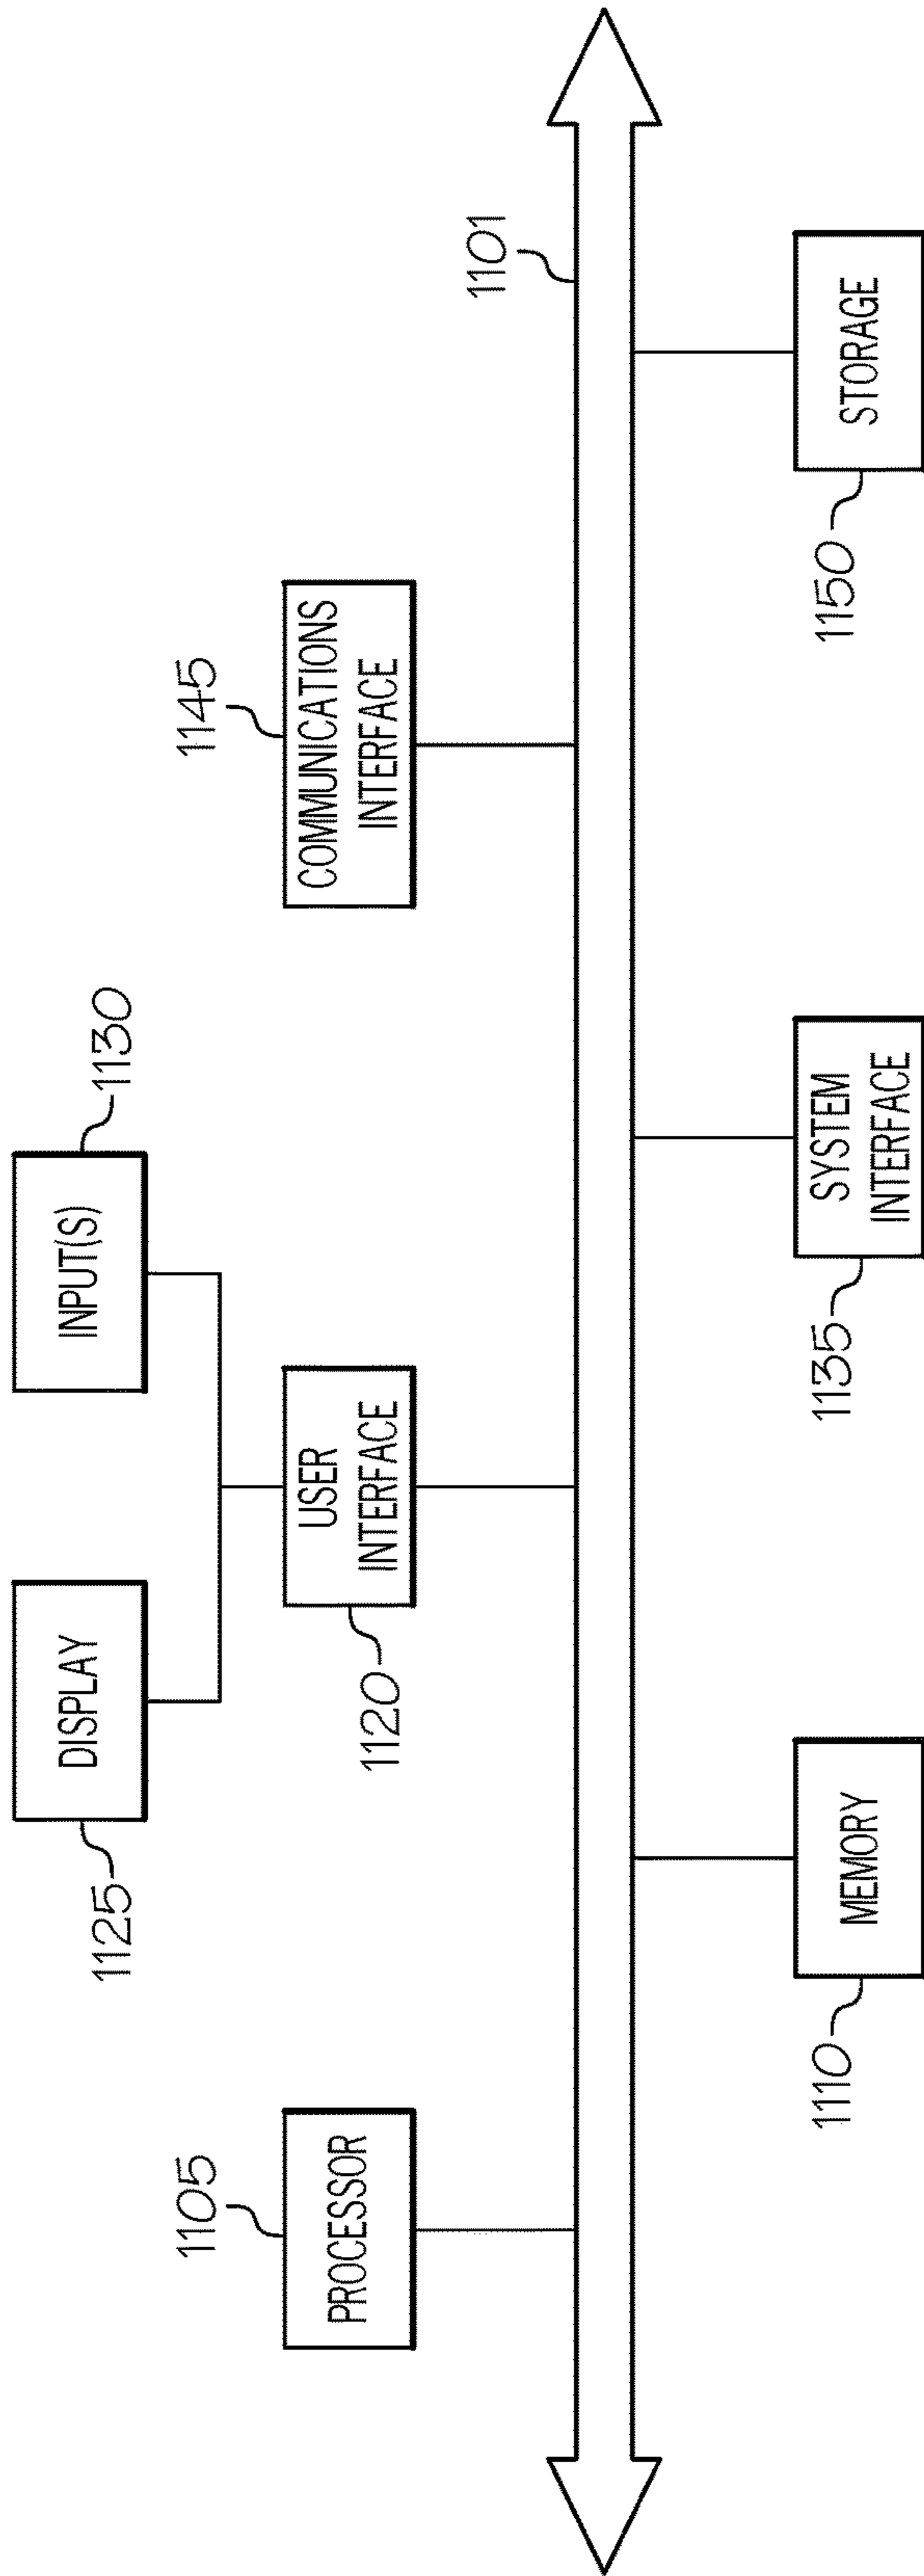 1125
DISPLAY
INPUT(S)
1130
1105
PROCESSOR
1120
USER
INTERFACE
1145
COMMUNICATIONS
INTERFACE
1101
1110
MEMORY
1135
SYSTEM
INTERFACE
1150
STORAGE